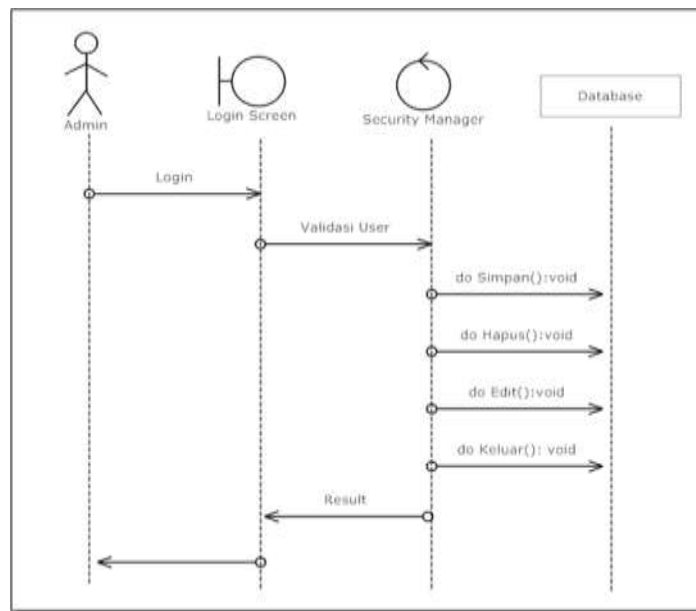 Admin
Login Screen
Security Manager
Database
Login
Validasi User
do Simpan():void
do Hapus():void
do Edit():void
do Keluar(): void
Result